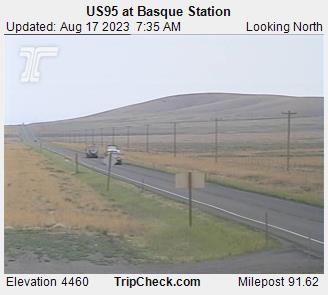 US95 at Basque Station
Updated: Aug 17 2023 7:35 AM Looking North
Elevation 4460 TripCheck.com Milepost 91.62